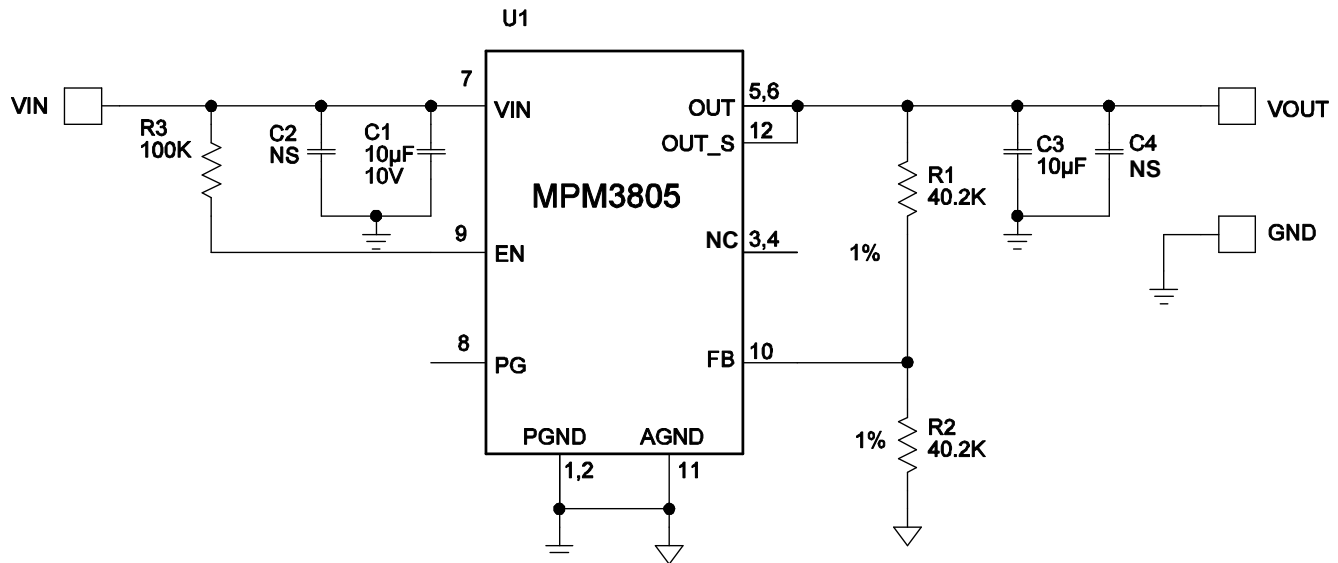 U1
7
VIN
VIN
R3
100K
C2
NS
C1
10µF
10V
9
EN
8
PG
MPM3805
OUT
5,6
OUT_S
12
NC
3,4
FB
10
PGND
AGND
1,2
11
R1
40.2K
1%
1%
R2
40.2K
C3
10µF
C4
NS
VOUT
GND